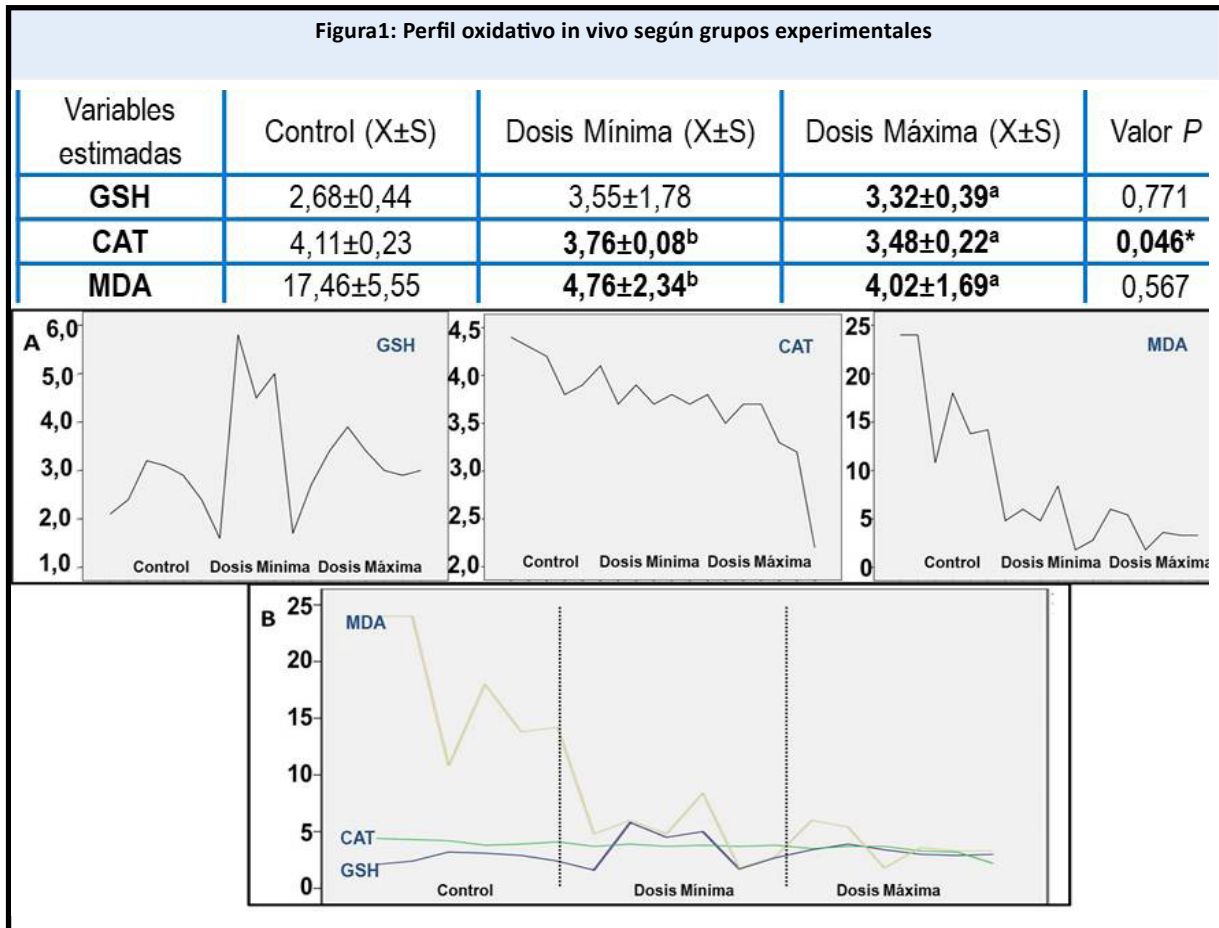 Figura1: Perfil oxidativo in vivo según grupos experimentales
Variables estimadas Control (X±S) Dosis Mínima (X±S) Dosis Máxima (X±S) Valor P
GSH 2,68±0,44 3,55±1,78 3,32±0,39ᵃ 0,771
CAT 4,11±0,23 3,76±0,08ᵇ 3,48±0,22ᵃ 0,046*
MDA 17,46±5,55 4,76±2,34ᵇ 4,02±1,69ᵃ 0,567
A
GSH
6,0
5,0
4,0
3,0
2,0
1,0
Control Dosis Mínima Dosis Máxima
CAT
4,5
4,0
3,5
3,0
2,5
2,0
Control Dosis Mínima Dosis Máxima
MDA
25
20
15
10
5
0
Control Dosis Mínima Dosis Máxima
B
25
20
15
10
5
0
MDA
CAT
GSH
Control Dosis Mínima Dosis Máxima